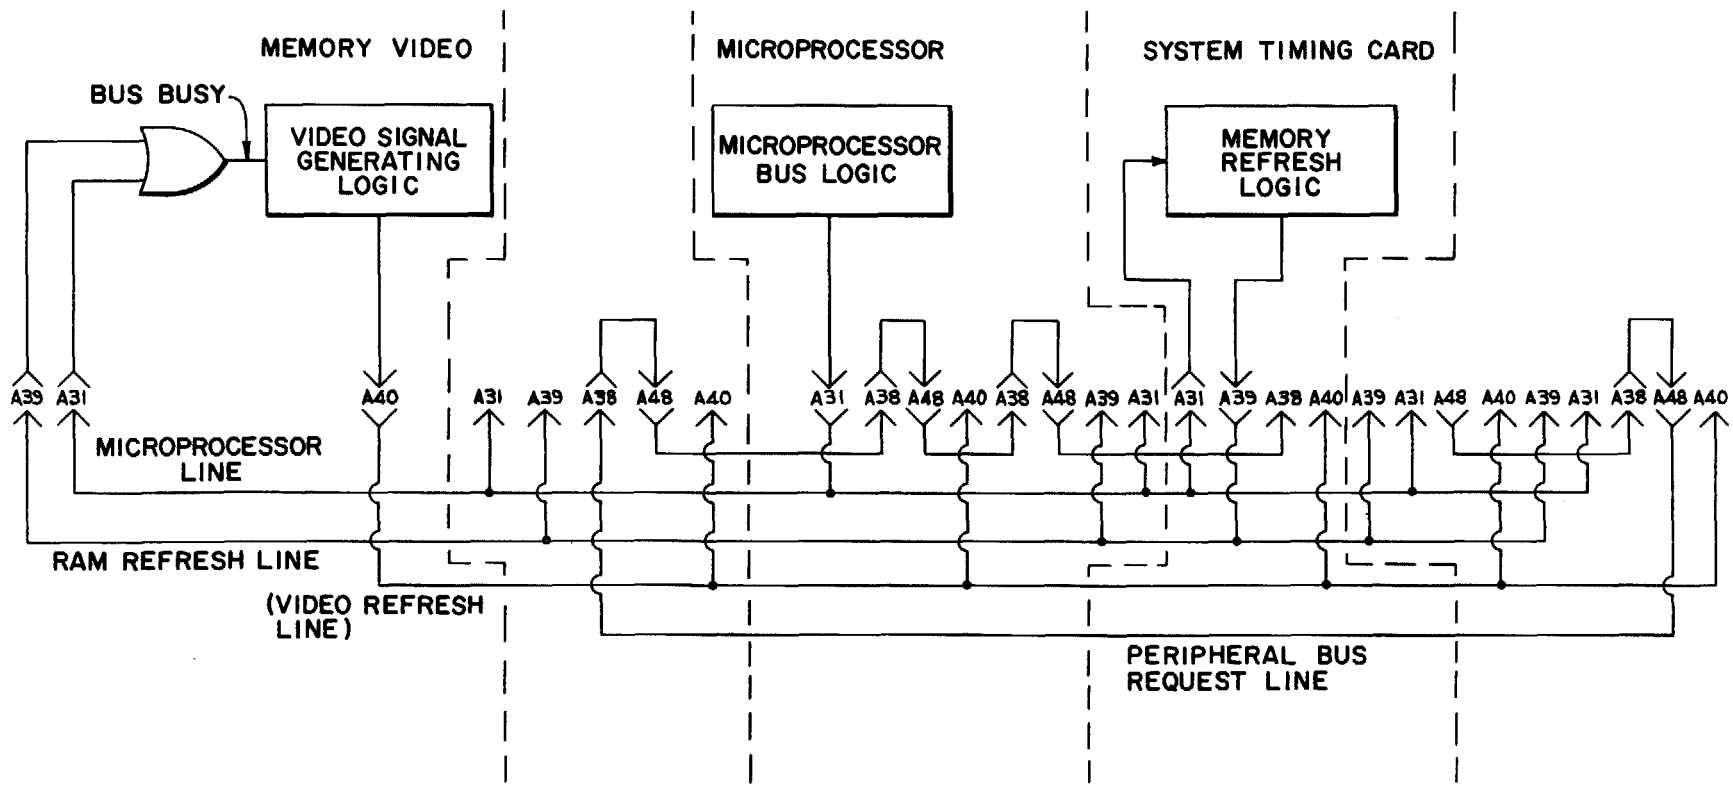 MEMORY VIDEO
MICROPROCESSOR
SYSTEM TIMING CARD
BUS BUSY
VIDEO SIGNAL
GENERATING
LOGIC
MICROPROCESSOR
BUS LOGIC
MEMORY
REFRESH
LOGIC
A39 A31 A40 A31 A39 A38 A48 A40 A31 A38 A48 A40 A38 A48 A39 A31 A31 A39 A38 A40 A39 A31 A48 A40 A39 A31 A38 A48 A40
MICROPROCESSOR
LINE
RAM REFRESH LINE
(VIDEO REFRESH
LINE)
PERIPHERAL BUS
REQUEST LINE